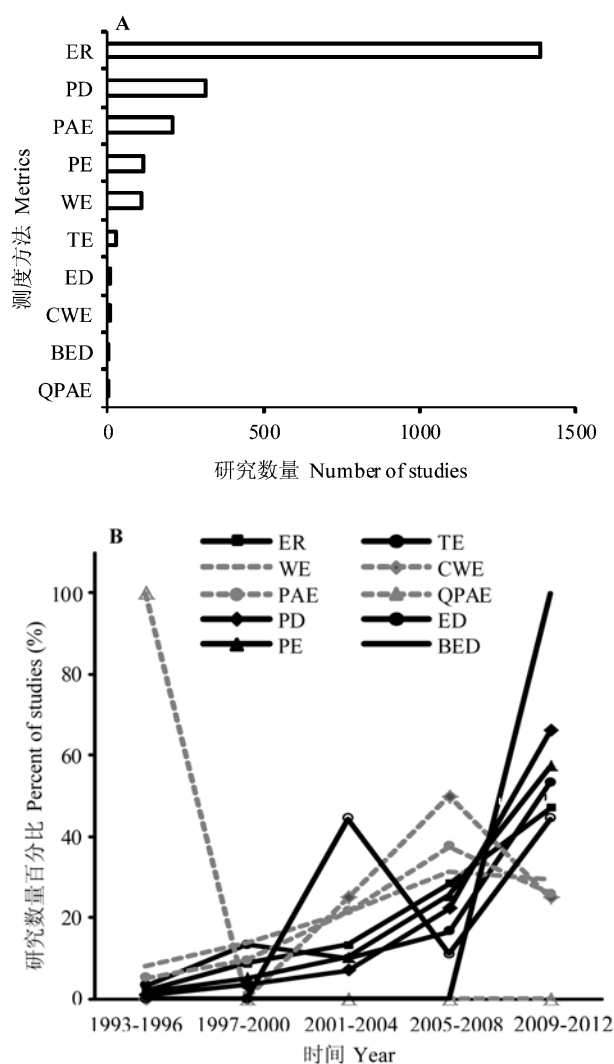 A
ER
PD
PAE
PE
WE
TE
ED
CWE
BED
QPAE
测度方法 Metrics
0 500 1000 1500
研究数量 Number of studies
B
ER TE
WE CWE
PAE QPAE
PD ED
PE BED
100
80
60
40
20
0
研究数量百分比 Percent of studies (%)
1993-1996 1997-2000 2001-2004 2005-2008 2009-2012
时间 Year